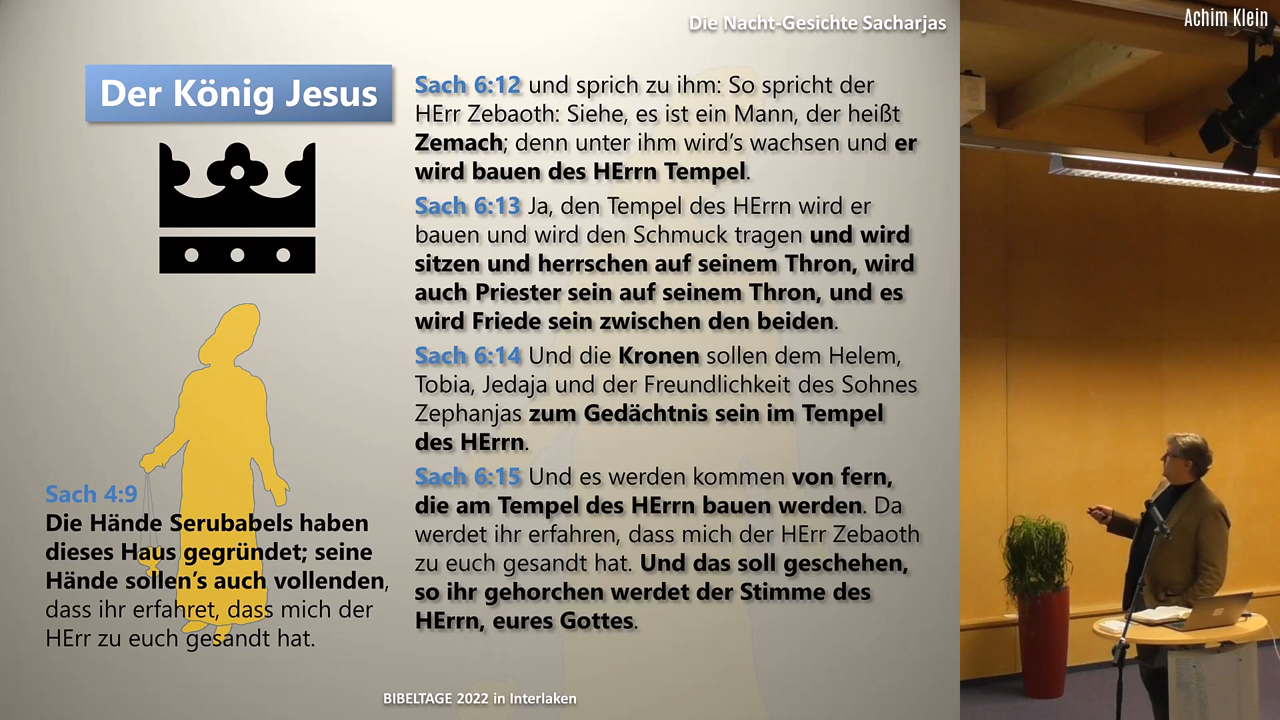 Die Nacht-Gesichte Sacharjas
Achim Klein
Der König Jesus
Sach 6:12 und sprich zu ihm: So spricht der
HErr Zebaoth: Siehe, es ist ein Mann, der heißt
Zemach; denn unter ihm wird's wachsen und er
wird bauen des HErrn Tempel.
Sach 6:13 Ja, den Tempel des HErrn wird er
bauen und wird den Schmuck tragen und wird
sitzen und herrschen auf seinem Thron, wird
auch Priester sein auf seinem Thron, und es
wird Friede sein zwischen den beiden.
Sach 6:14 Und die Kronen sollen dem Helem,
Tobia, Jedaja und der Freundlichkeit des Sohnes
Zephanjas zum Gedächtnis sein im Tempel
des HErrn.
Sach 6:15 Und es werden kommen von fern,
die am Tempel des HErrn bauen werden. Da
werdet ihr erfahren, dass mich der HErr Zebaoth
zu euch gesandt hat. Und das soll geschehen,
so ihr gehorchen werdet der Stimme des
HErrn, eures Gottes.
Sach 4:9
Die Hände Serubabels haben
dieses Haus gegründet; seine
Hände sollen's auch vollenden,
dass ihr erfahret, dass mich der
HErr zu euch gesandt hat.
BIBELTAGE 2022 in Interlaken